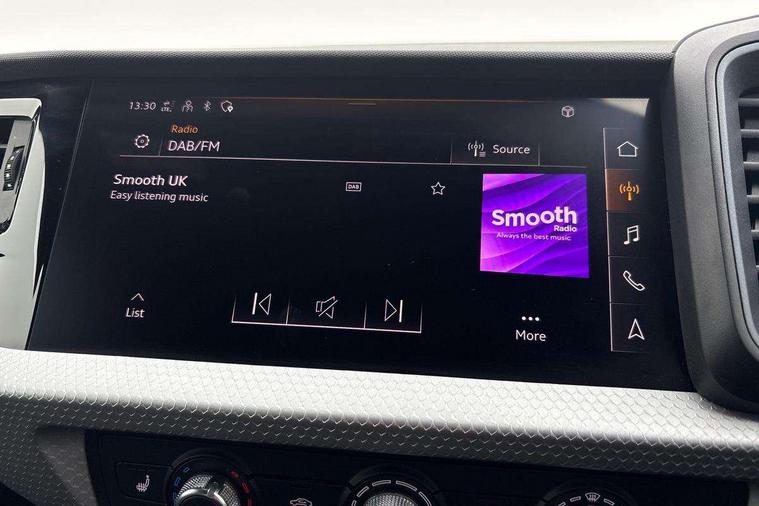 13:30 LTE
Radio
DAB/FM
Source
Smooth UK
DAB
Easy listening music
Smooth
Radio
Always the best music
List
More